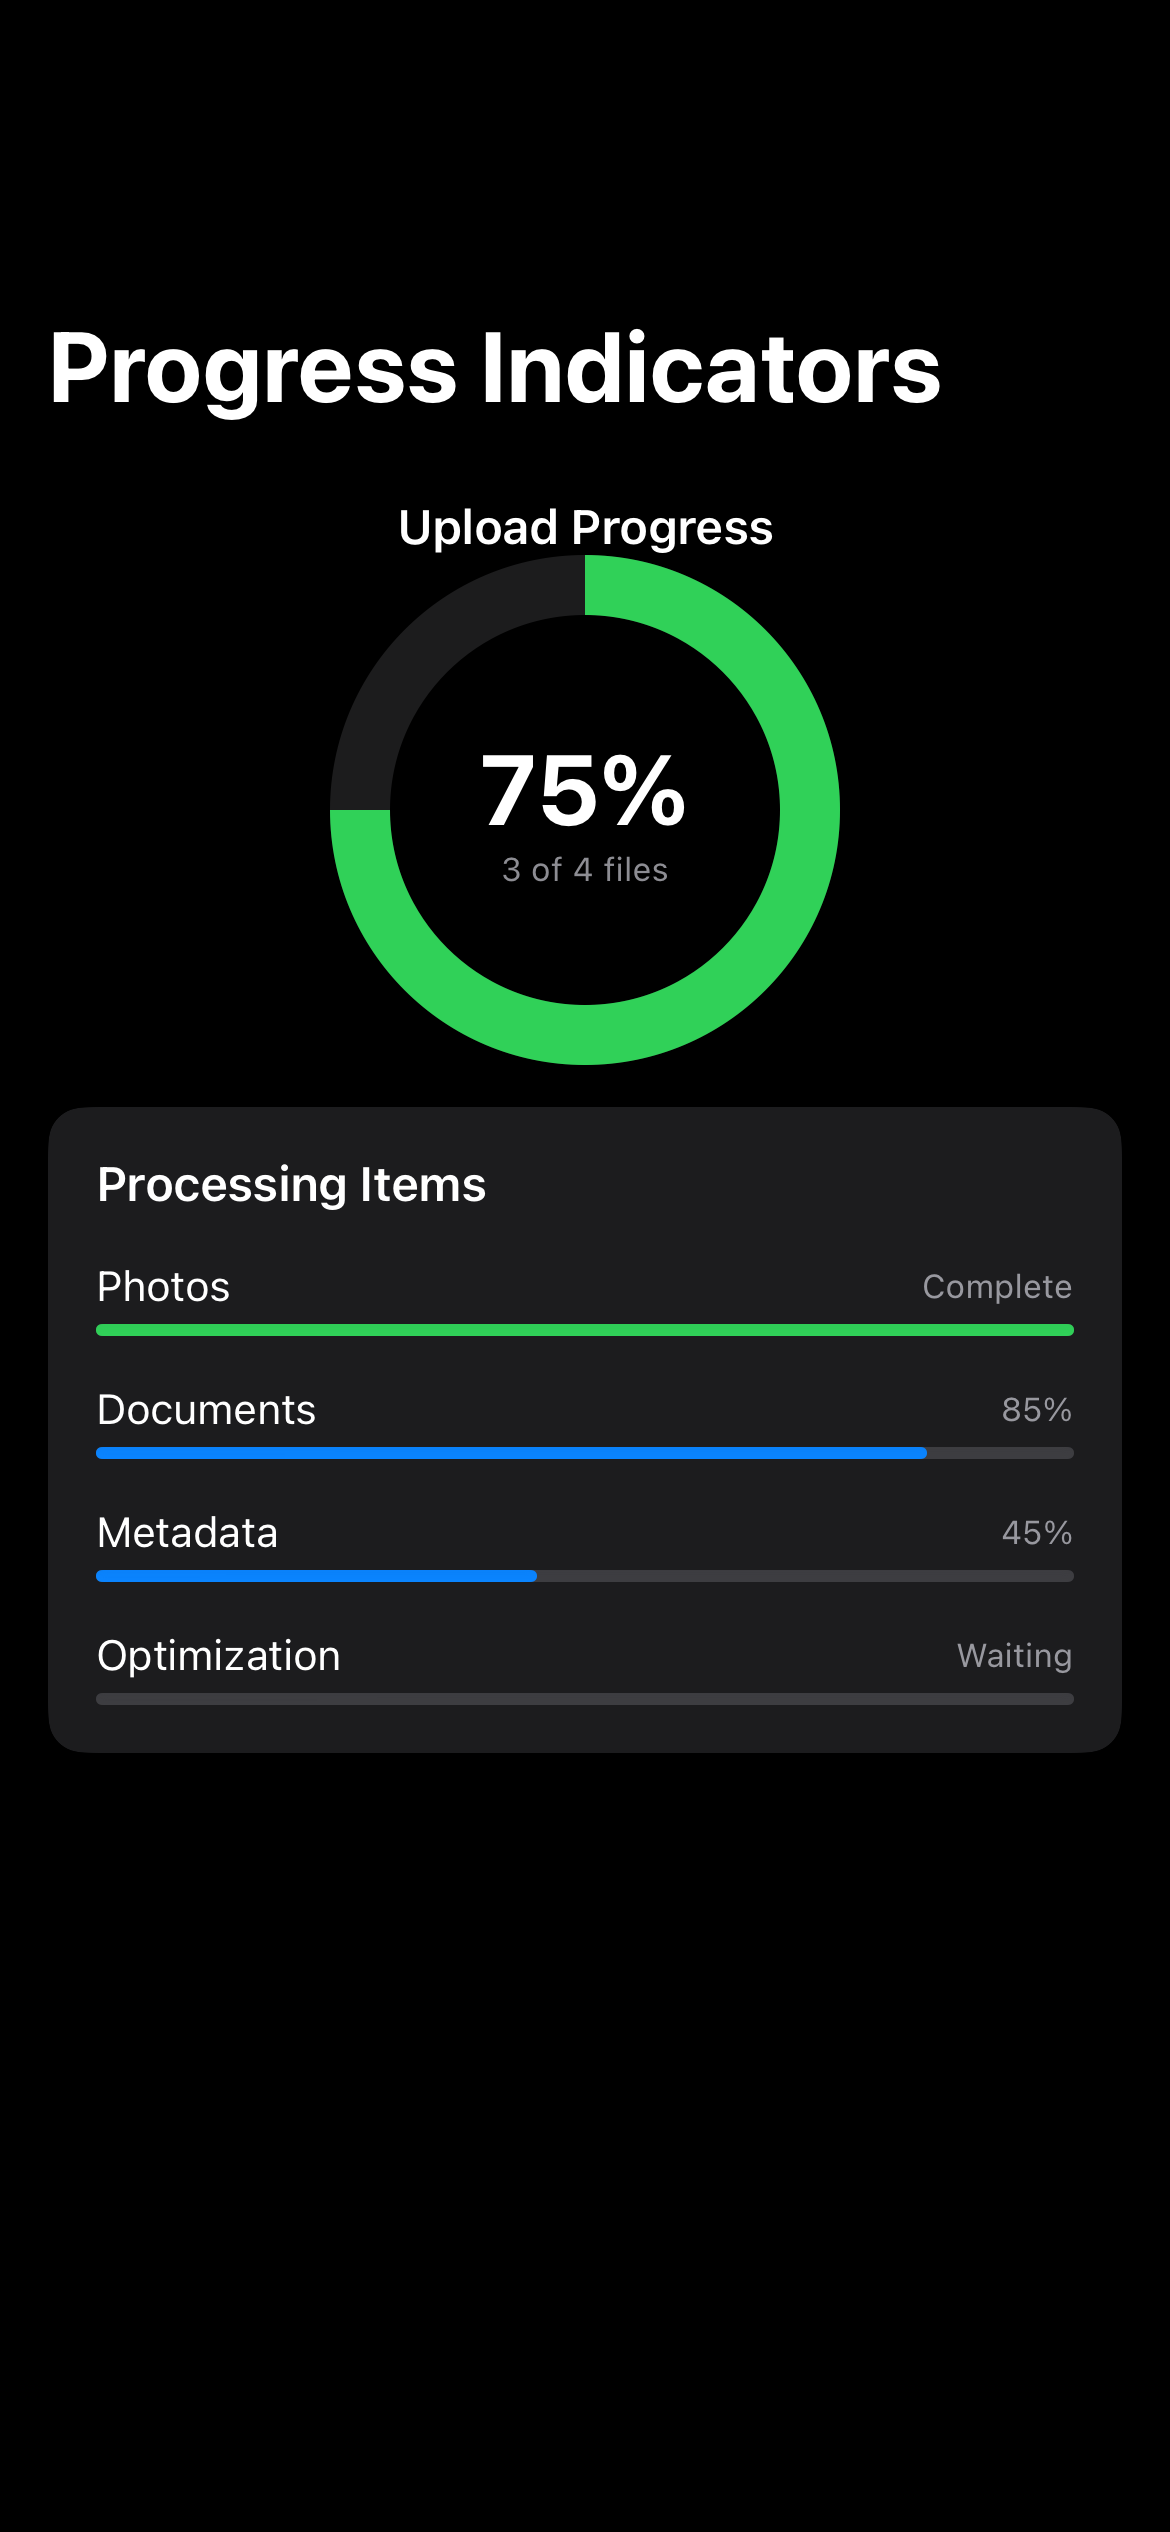 Progress Indicators
Upload Progress
75%
3 of 4 files
Processing Items
Photos Complete
Documents 85%
Metadata 45%
Optimization Waiting